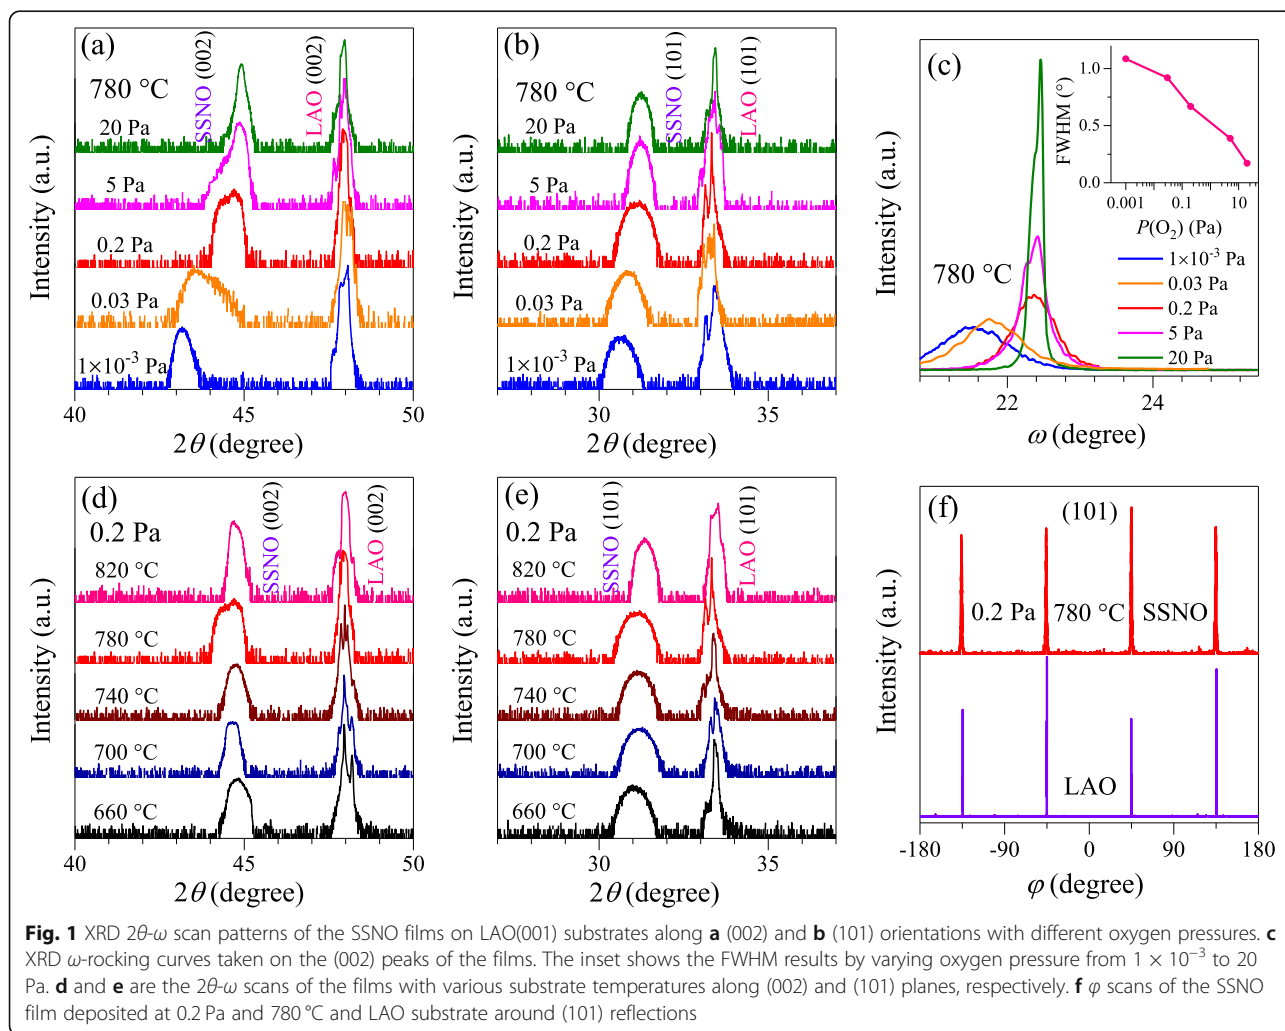 (a)
SSNO (002)
LAO (002)
780 °C
20 Pa
5 Pa
0.2 Pa
0.03 Pa
1×10⁻³ Pa
Intensity (a.u.)
40 45 50
2θ (degree)
(b)
SSNO (101)
LAO (101)
780 °C
20 Pa
5 Pa
0.2 Pa
0.03 Pa
1×10⁻³ Pa
Intensity (a.u.)
30 35
2θ (degree)
(c)
FWHM (°)
1.0
0.5
0.0
0.001 0.1 10
P(O₂) (Pa)
780 °C
1×10⁻³ Pa
0.03 Pa
0.2 Pa
5 Pa
20 Pa
Intensity (a.u.)
22 24
ω (degree)
(d)
0.2 Pa
SSNO (002)
LAO (002)
820 °C
780 °C
740 °C
700 °C
660 °C
Intensity (a.u.)
40 45 50
2θ (degree)
(e)
0.2 Pa
SSNO (101)
LAO (101)
820 °C
780 °C
740 °C
700 °C
660 °C
Intensity (a.u.)
30 35
2θ (degree)
(f)
(101)
0.2 Pa 780 °C SSNO
LAO
Intensity (a.u.)
-180 -90 0 90 180
φ (degree)
Fig. 1 XRD 2θ-ω scan patterns of the SSNO films on LAO(001) substrates along a (002) and b (101) orientations with different oxygen pressures. c
XRD ω-rocking curves taken on the (002) peaks of the films. The inset shows the FWHM results by varying oxygen pressure from 1 × 10⁻³ to 20
Pa. d and e are the 2θ-ω scans of the films with various substrate temperatures along (002) and (101) planes, respectively. f φ scans of the SSNO
film deposited at 0.2 Pa and 780 °C and LAO substrate around (101) reflections